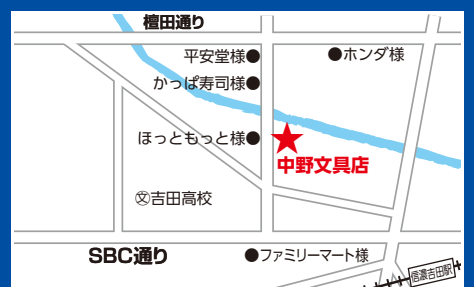 檀田通り
平安堂様●
●ホンダ様
かっぱ寿司様●
ほっともっと様●
中野文具店
文吉田高校
SBC通り
●ファミリーマート様
信濃吉田駅